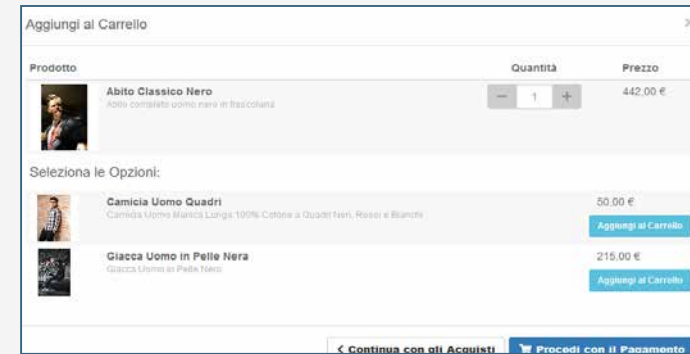 Aggiungi al Carrello
Prodotto Quantità Prezzo
Abito Classico Nero
Abito completo uomo nero in frescolana
− 1 + 442,00 €
Seleziona le Opzioni:
Camicia Uomo Quadri 50,00 €
Camicia Uomo Manica Lunga 100% Cotone a Quadri Neri, Rossi e Bianchi
Aggiungi al Carrello
Giacca Uomo in Pelle Nera 215,00 €
Giacca Uomo in Pelle Nero
Aggiungi al Carrello
Continua con gli Acquisti Procedi con il Pagamento